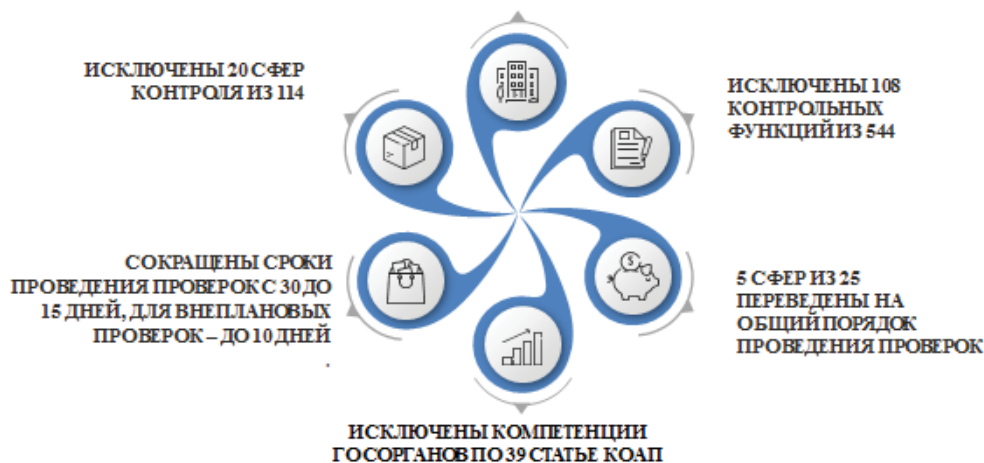 ИСКЛЮЧЕНЫ 20 СФЕР
КОНТРОЛЯ ИЗ 114
ИСКЛЮЧЕНЫ 108
КОНТРОЛЬНЫХ
ФУНКЦИЙ ИЗ 544
СОКРАЩЕНЫ СРОКИ
ПРОВЕДЕНИЯ ПРОВЕРОК С 30 ДО
15 ДНЕЙ, ДЛЯ ВНЕПЛАНОВЫХ
ПРОВЕРОК – ДО 10 ДНЕЙ
.
5 СФЕР ИЗ 25
ПЕРЕВЕДЕНЫ НА
ОБЩИЙ ПОРЯДОК
ПРОВЕДЕНИЯ ПРОВЕРОК
ИСКЛЮЧЕНЫ КОМПЕТЕНЦИИ
ГОСОРГАНОВ ПО 39 СТАТЬЕ КОАП